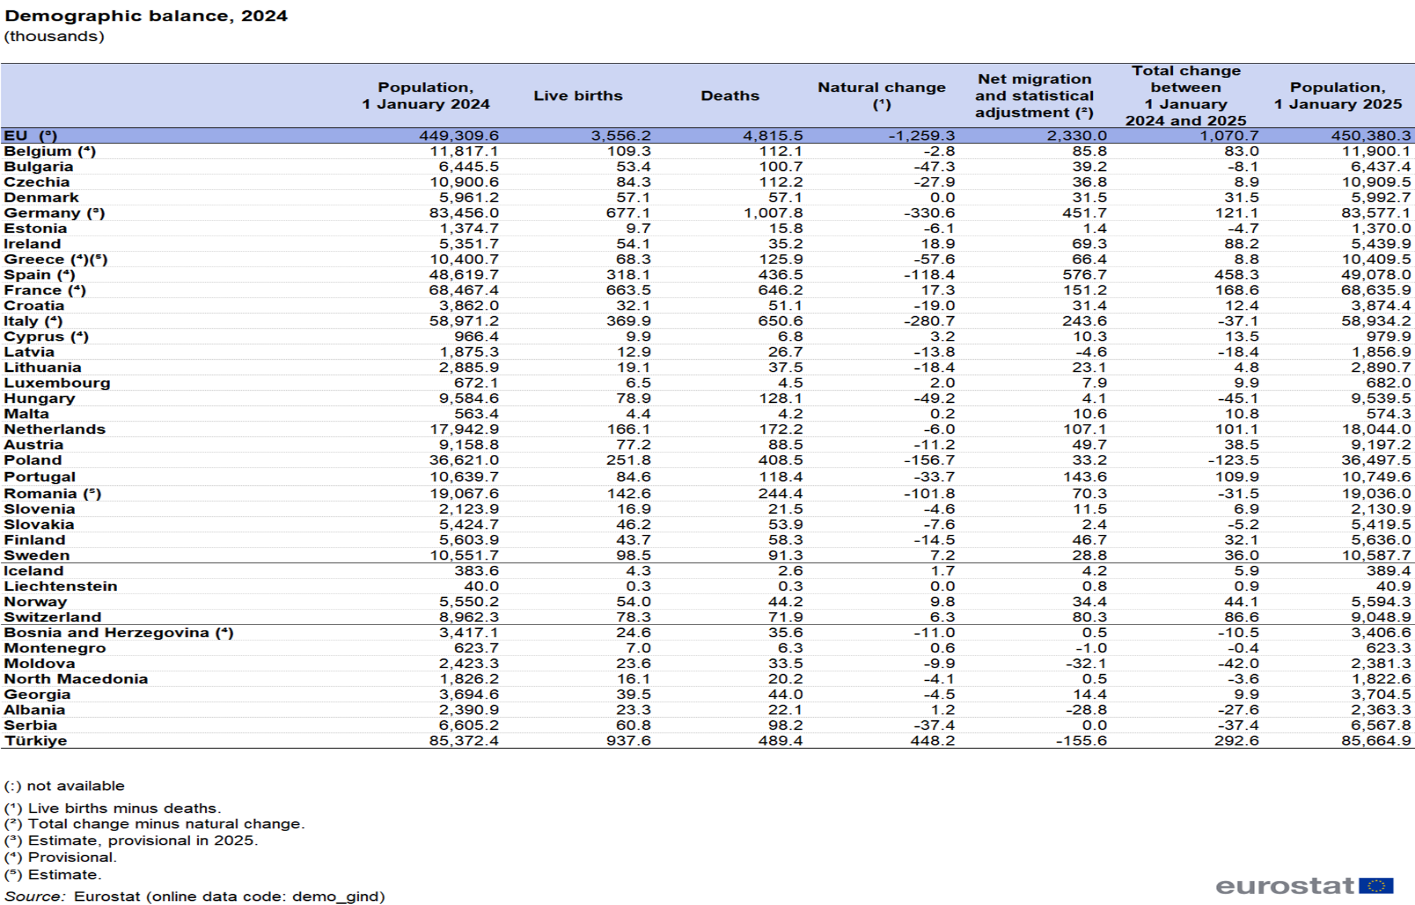 Demographic balance, 2024
(thousands)
Population, 1 January 2024 Live births Deaths Natural change (¹) Net migration and statistical adjustment (²) Total change between 1 January 2024 and 2025 Population, 1 January 2025
EU (³) 449,309.6 3,556.2 4,815.5 -1,259.3 2,330.0 1,070.7 450,380.3
Belgium (⁴) 11,817.1 109.3 112.1 -2.8 85.8 83.0 11,900.1
Bulgaria 6,445.5 53.4 100.7 -47.3 39.2 -8.1 6,437.4
Czechia 10,900.6 84.3 112.2 -27.9 36.8 8.9 10,909.5
Denmark 5,961.2 57.1 57.1 0.0 31.5 31.5 5,992.7
Germany (³) 83,456.0 677.1 1,007.8 -330.6 451.7 121.1 83,577.1
Estonia 1,374.7 9.7 15.8 -6.1 1.4 -4.7 1,370.0
Ireland 5,351.7 54.1 35.2 18.9 69.3 88.2 5,439.9
Greece (⁴)(⁵) 10,400.7 68.3 125.9 -57.6 66.4 8.8 10,409.5
Spain (⁴) 48,619.7 318.1 436.5 -118.4 576.7 458.3 49,078.0
France (⁴) 68,467.4 663.5 646.2 17.3 151.2 168.6 68,635.9
Croatia 3,862.0 32.1 51.1 -19.0 31.4 12.4 3,874.4
Italy (⁴) 58,971.2 369.9 650.6 -280.7 243.6 -37.1 58,934.2
Cyprus (⁴) 966.4 9.9 6.8 3.2 10.3 13.5 979.9
Latvia 1,875.3 12.9 26.7 -13.8 -4.6 -18.4 1,856.9
Lithuania 2,885.9 19.1 37.5 -18.4 23.1 4.8 2,890.7
Luxembourg 672.1 6.5 4.5 2.0 7.9 9.9 682.0
Hungary 9,584.6 78.9 128.1 -49.2 4.1 -45.1 9,539.5
Malta 563.4 4.4 4.2 0.2 10.6 10.8 574.3
Netherlands 17,942.9 166.1 172.2 -6.0 107.1 101.1 18,044.0
Austria 9,158.8 77.2 88.5 -11.2 49.7 38.5 9,197.2
Poland 36,621.0 251.8 408.5 -156.7 33.2 -123.5 36,497.5
Portugal 10,639.7 84.6 118.4 -33.7 143.6 109.9 10,749.6
Romania (⁵) 19,067.6 142.6 244.4 -101.8 70.3 -31.5 19,036.0
Slovenia 2,123.9 16.9 21.5 -4.6 11.5 6.9 2,130.9
Slovakia 5,424.7 46.2 53.9 -7.6 2.4 -5.2 5,419.5
Finland 5,603.9 43.7 58.3 -14.5 46.7 32.1 5,636.0
Sweden 10,551.7 98.5 91.3 7.2 28.8 36.0 10,587.7
Iceland 383.6 4.3 2.6 1.7 4.2 5.9 389.4
Liechtenstein 40.0 0.3 0.3 0.0 0.8 0.9 40.9
Norway 5,550.2 54.0 44.2 9.8 34.4 44.1 5,594.3
Switzerland 8,962.3 78.3 71.9 6.3 80.3 86.6 9,048.9
Bosnia and Herzegovina (⁴) 3,417.1 24.6 35.6 -11.0 0.5 -10.5 3,406.6
Montenegro 623.7 7.0 6.3 0.6 -1.0 -0.4 623.3
Moldova 2,423.3 23.6 33.5 -9.9 -32.1 -42.0 2,381.3
North Macedonia 1,826.2 16.1 20.2 -4.1 0.5 -3.6 1,822.6
Georgia 3,694.6 39.5 44.0 -4.5 14.4 9.9 3,704.5
Albania 2,390.9 23.3 22.1 1.2 -28.8 -27.6 2,363.3
Serbia 6,605.2 60.8 98.2 -37.4 0.0 -37.4 6,567.8
Türkiye 85,372.4 937.6 489.4 448.2 -155.6 292.6 85,664.9
(:) not available
(¹) Live births minus deaths.
(²) Total change minus natural change.
(³) Estimate, provisional in 2025.
(⁴) Provisional.
(⁵) Estimate.
Source: Eurostat (online data code: demo_gind)
eurostat